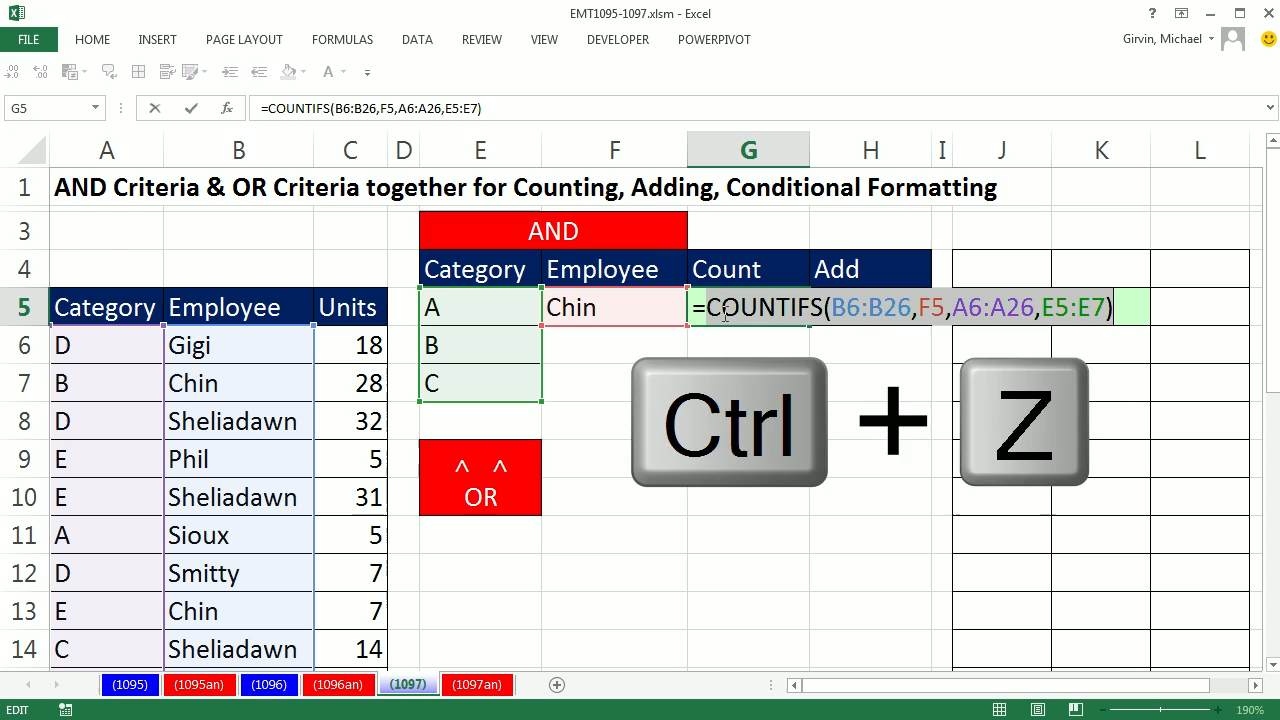 EMT1095-1097.xlsm - Excel
FILE HOME INSERT PAGE LAYOUT FORMULAS DATA REVIEW VIEW DEVELOPER POWERPIVOT Girvin, Michael
G5 =COUNTIFS(B6:B26,F5,A6:A26,E5:E7)
A B C D E F G H I J K L
1 AND Criteria & OR Criteria together for Counting, Adding, Conditional Formatting
3 AND
4 Category Employee Count Add
5 Category Employee Units A Chin =COUNTIFS(B6:B26,F5,A6:A26,E5:E7)
6 D Gigi 18 B
7 B Chin 28 C
8 D Sheliadawn 32
9 E Phil 5 ^ ^
10 E Sheliadawn 31 OR
11 A Sioux 5
12 D Smitty 7
13 E Chin 7
14 C Sheliadawn 14
Ctrl + Z
(1095) (1095an) (1096) (1096an) (1097) (1097an)
EDIT 190%